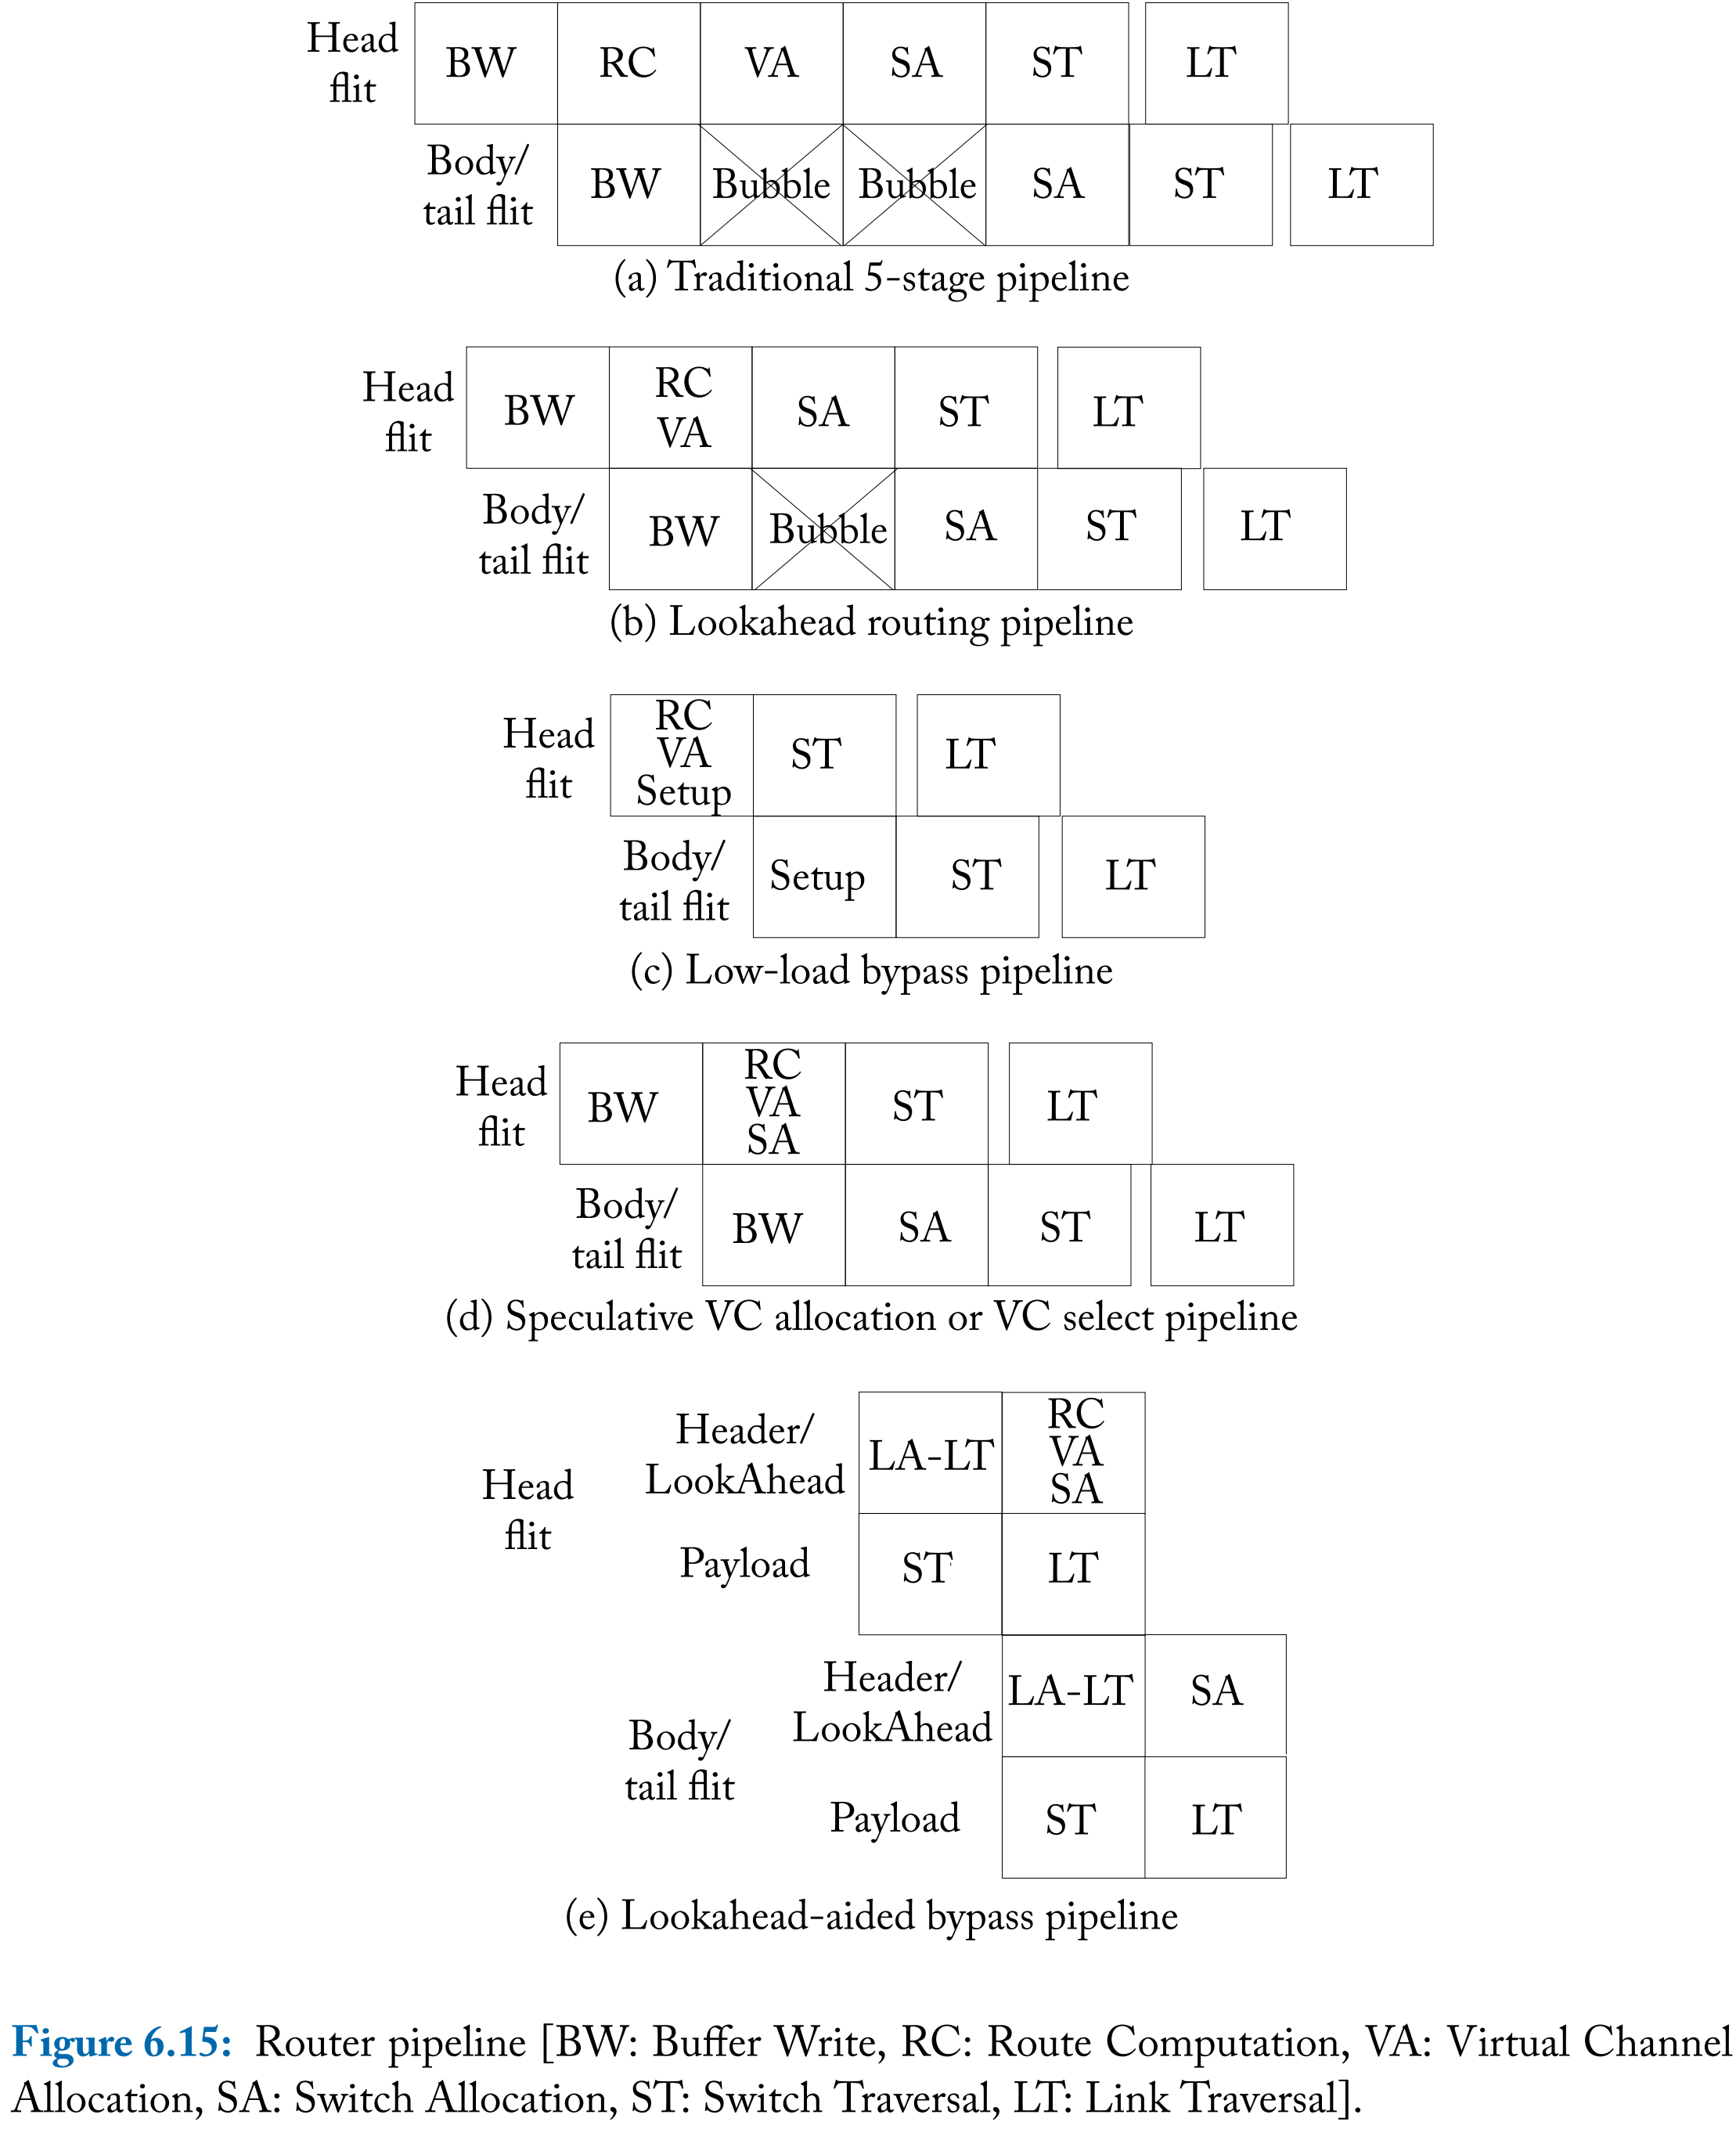 Head
flit
BW RC VA SA ST LT
Body/
tail flit
BW Bubble Bubble SA ST LT
(a) Traditional 5-stage pipeline
Head
flit
BW
RC
VA
SA ST LT
Body/
tail flit
BW Bubble SA ST LT
(b) Lookahead routing pipeline
Head
flit
RC
VA
Setup
ST LT
Body/
tail flit
Setup ST LT
(c) Low-load bypass pipeline
Head
flit
BW
RC
VA
SA
ST LT
Body/
tail flit
BW SA ST LT
(d) Speculative VC allocation or VC select pipeline
Head
flit
Header/
LookAhead
LA-LT
RC
VA
SA
Payload
ST LT
Body/
tail flit
Header/
LookAhead
LA-LT SA
Payload
ST LT
(e) Lookahead-aided bypass pipeline
Figure 6.15: Router pipeline [BW: Buffer Write, RC: Route Computation, VA: Virtual Channel
Allocation, SA: Switch Allocation, ST: Switch Traversal, LT: Link Traversal].